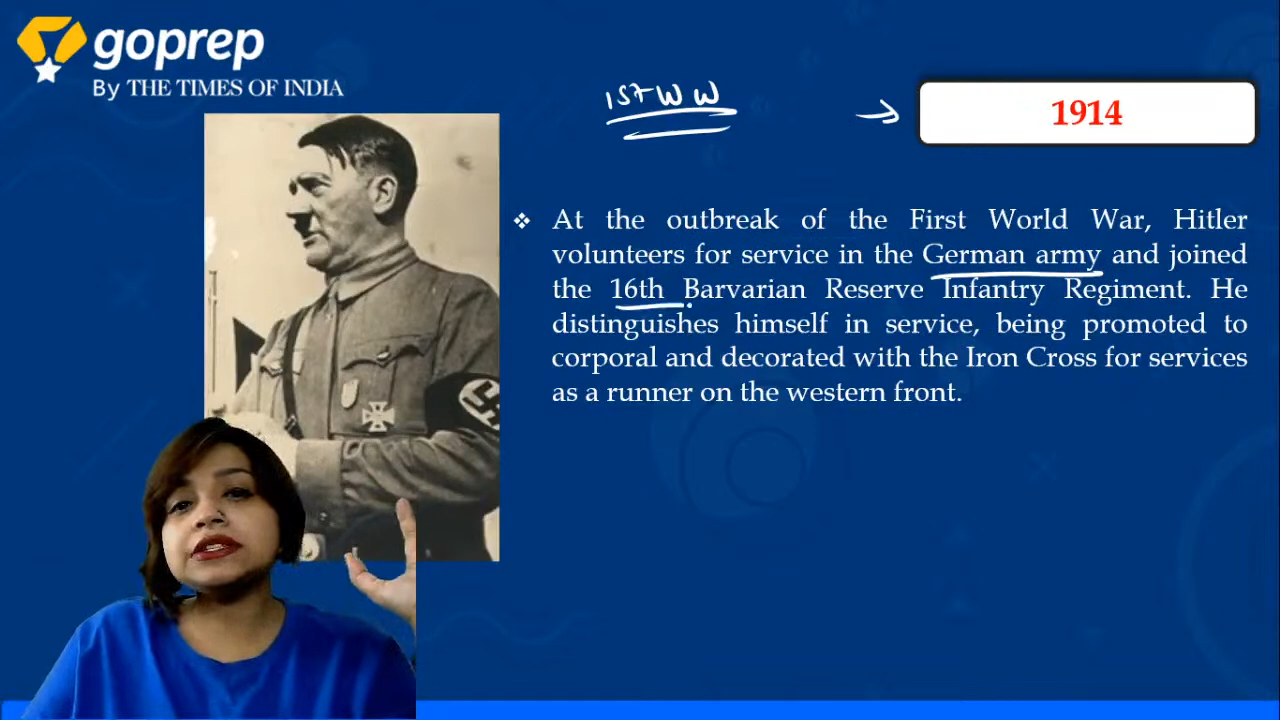 goprep
By THE TIMES OF INDIA
1ST W W
1914
❖ At the outbreak of the First World War, Hitler
volunteers for service in the German army and joined
the 16th Barvarian Reserve Infantry Regiment. He
distinguishes himself in service, being promoted to
corporal and decorated with the Iron Cross for services
as a runner on the western front.